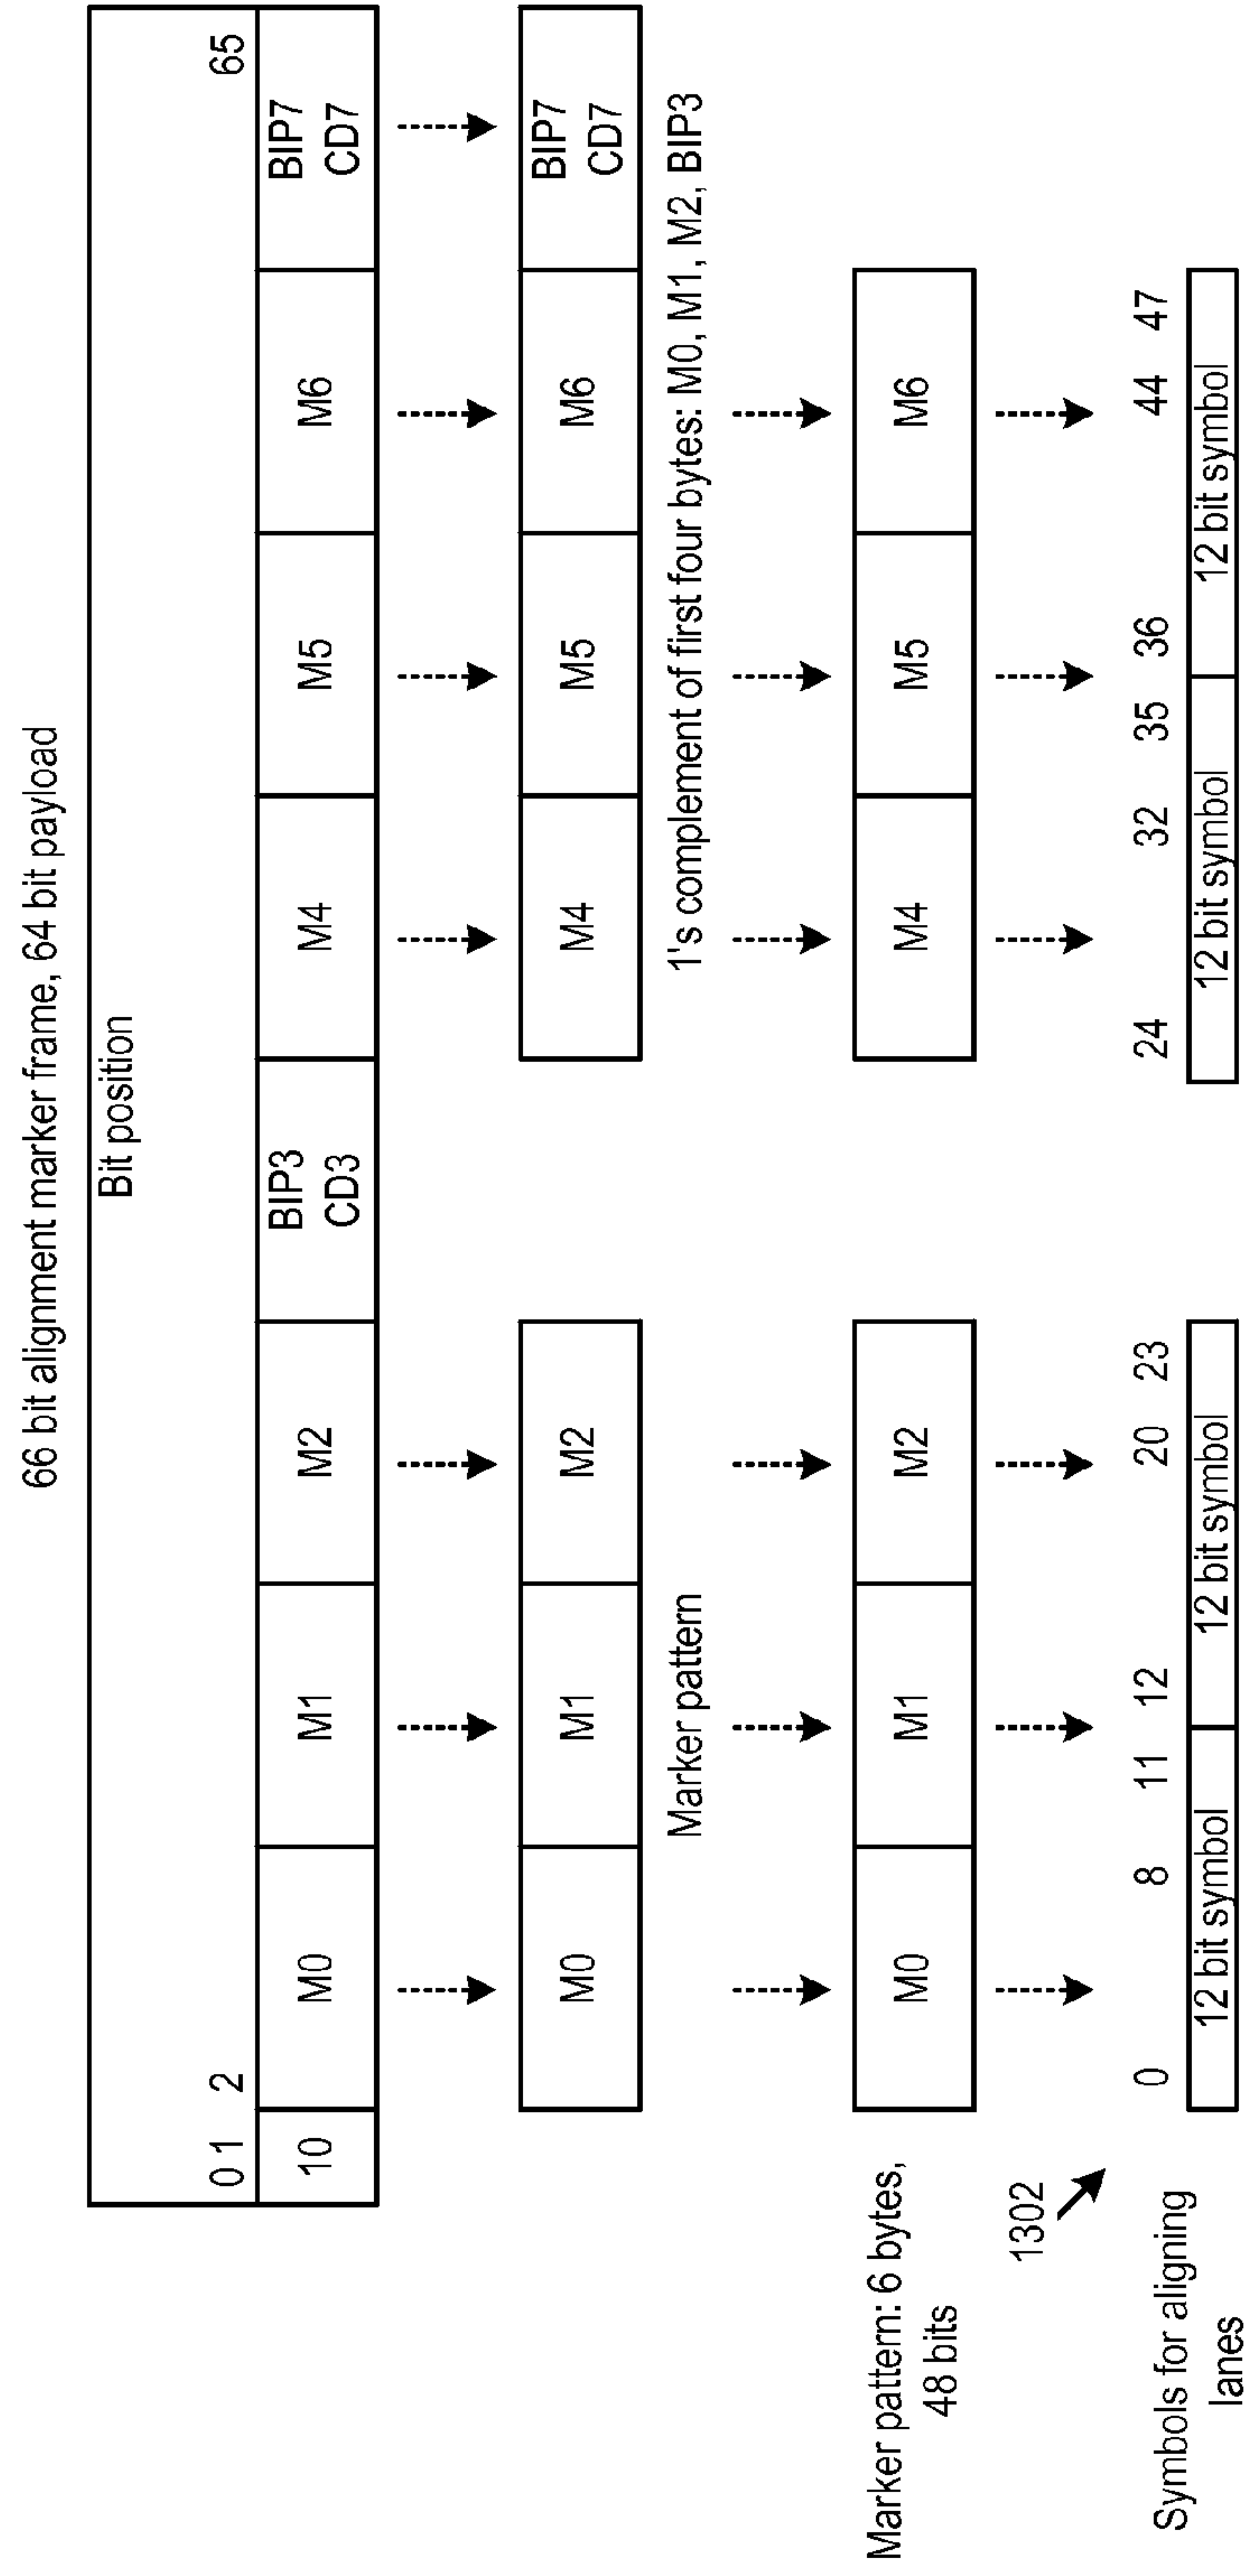 66 bit alignment marker frame, 64 bit payload
Bit position
0 1 2 65
10 M0 M1 M2 BIP3 M4 M5 M6 BIP7
CD3 CD7
M0 M1 M2 M4 M5 M6 BIP7
CD7
Marker pattern 1's complement of first four bytes: M0, M1, M2, BIP3
Marker pattern: 6 bytes,
48 bits
M0 M1 M2 M4 M5 M6
1302
Symbols for aligning
lanes
0 8 11 12 20 23 24 32 35 36 44 47
12 bit symbol 12 bit symbol 12 bit symbol 12 bit symbol